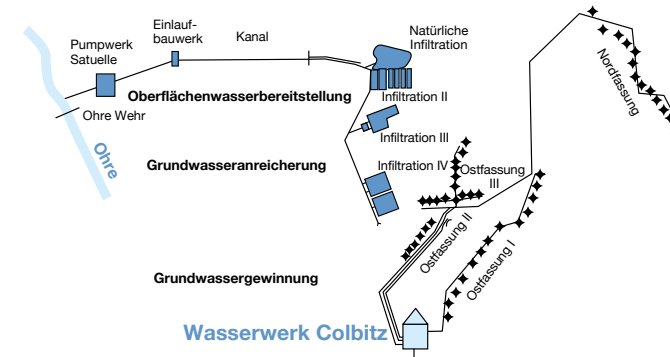 Natürliche
Infiltration
Pumpwerk
Satuelle
Einlauf-
bauwerk
Kanal
Nordfassung
Oberflächenwasserbereitstellung
Infiltration II
Ohre Wehr
Infiltration III
Ohre
Grundwasseranreicherung
Infiltration IV
Ostfassung
III
Ostfassung II
Ostfassung I
Grundwassergewinnung
Wasserwerk Colbitz